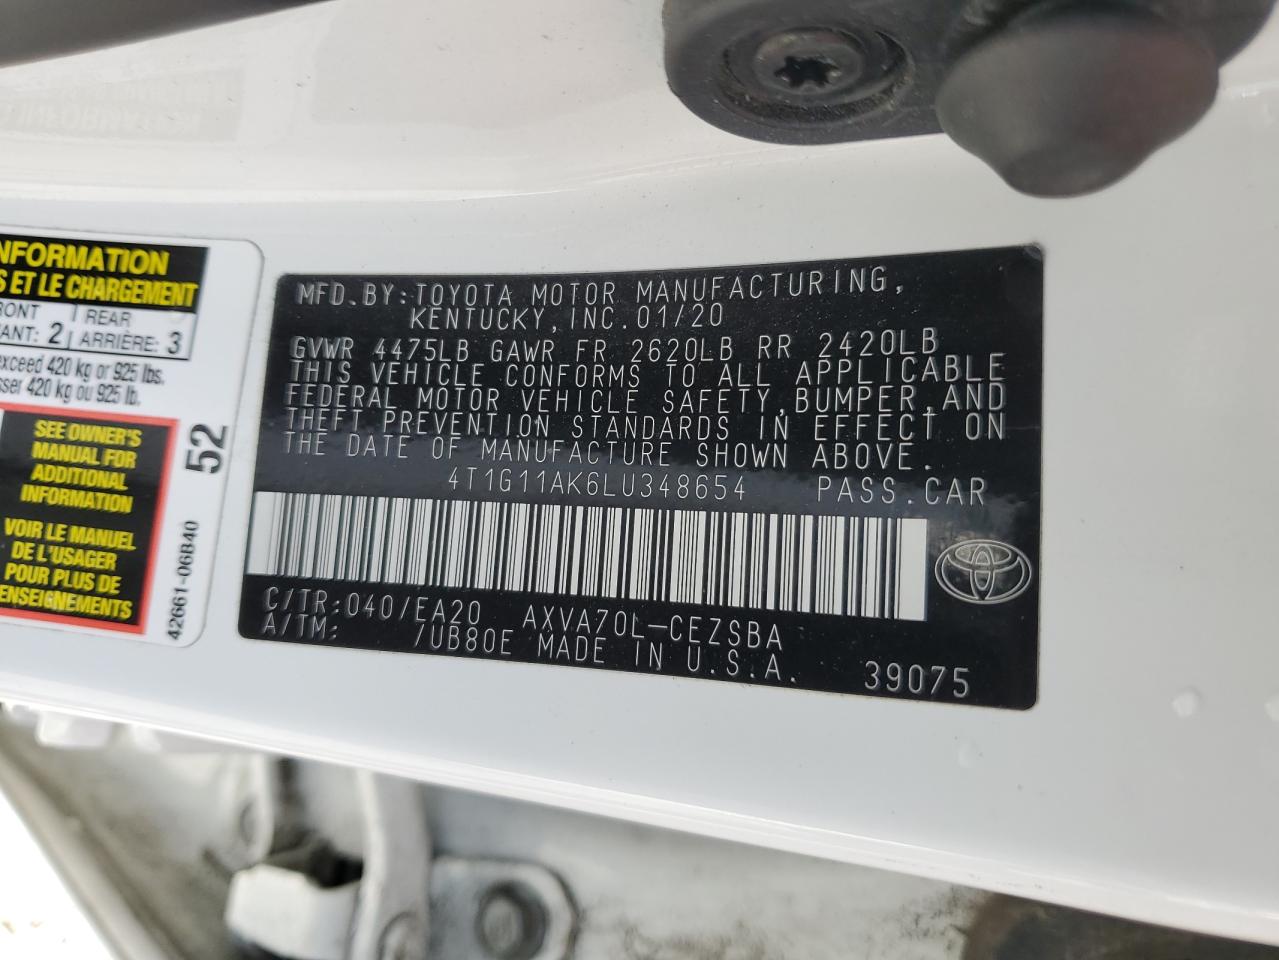 NFORMATION
S ET LE CHARGEMENT
RONT | REAR
ANT: 2 | ARRIÈRE: 3
exceed 420 kg or 925 lbs.
sser 420 kg ou 925 lb.
SEE OWNER'S
MANUAL FOR
ADDITIONAL
INFORMATION
VOIR LE MANUEL
DE L'USAGER
POUR PLUS DE
ENSEIGNEMENTS
52
42661-06B40
MFD.BY:TOYOTA MOTOR MANUFACTURING,
KENTUCKY,INC.01/20
GVWR 4475LB GAWR FR 2620LB RR 2420LB
THIS VEHICLE CONFORMS TO ALL APPLICABLE
FEDERAL MOTOR VEHICLE SAFETY,BUMPER,AND
THEFT PREVENTION STANDARDS IN EFFECT ON
THE DATE OF MANUFACTURE SHOWN ABOVE.
4T1G11AK6LU348654 PASS.CAR
C/TR:040/EA20 AXVA70L-CEZSBA
A/TM: /UB80E MADE IN U.S.A. 39075